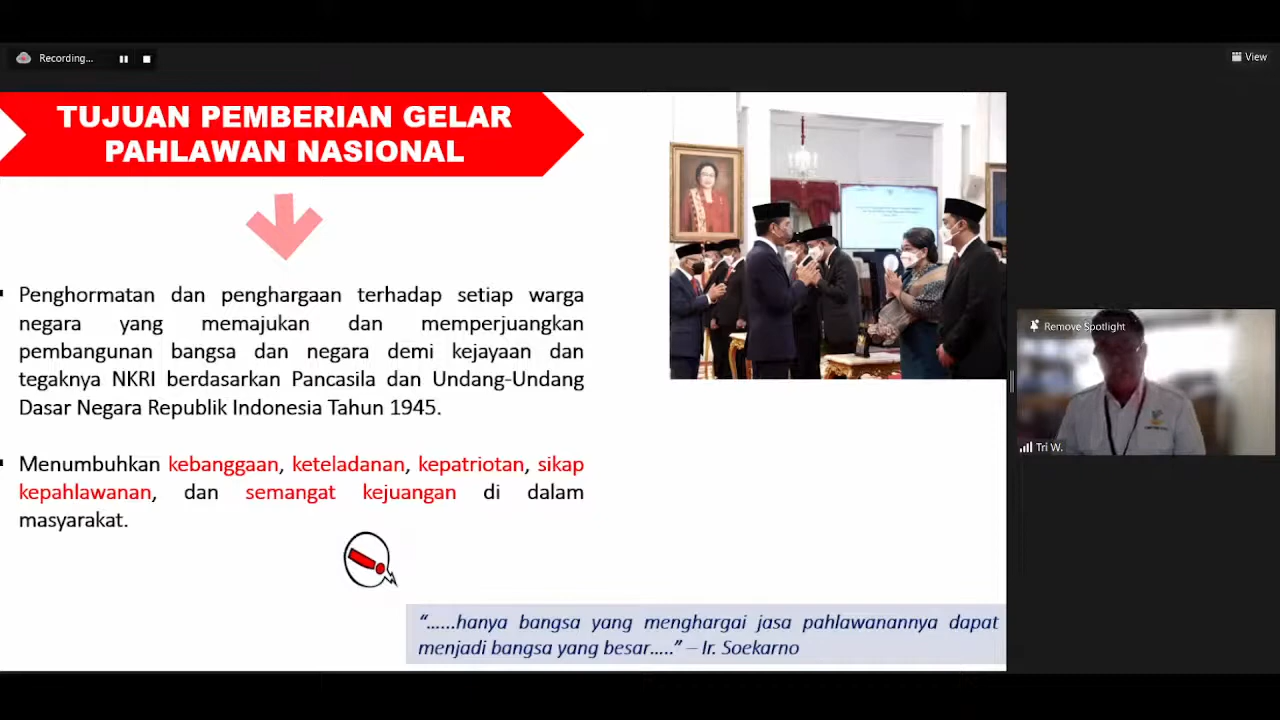 Recording...
View
TUJUAN PEMBERIAN GELAR
PAHLAWAN NASIONAL
Penghormatan dan penghargaan terhadap setiap warga
negara yang memajukan dan memperjuangkan
pembangunan bangsa dan negara demi kejayaan dan
tegaknya NKRI berdasarkan Pancasila dan Undang-Undang
Dasar Negara Republik Indonesia Tahun 1945.
Menumbuhkan kebanggaan, keteladanan, kepatriotan, sikap
kepahlawanan, dan semangat kejuangan di dalam
masyarakat.
“......hanya bangsa yang menghargai jasa pahlawanannya dapat
menjadi bangsa yang besar.....” – Ir. Soekarno
Remove Spotlight
Tri W.